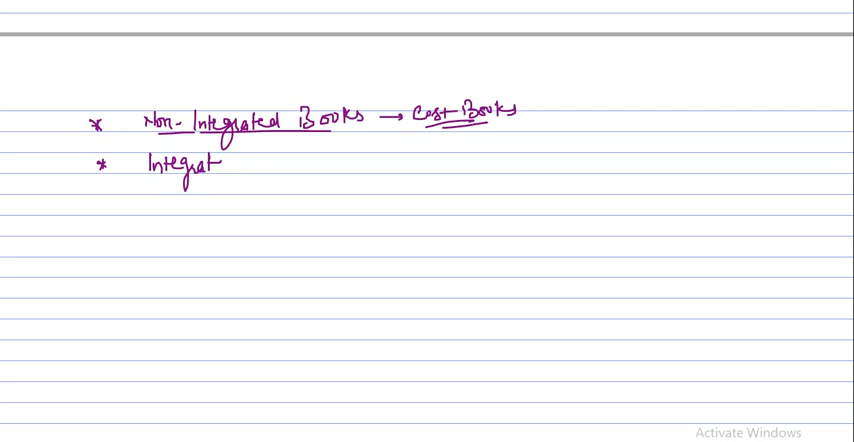 * Non-Integrated Books → Cost Books
* Integrat
Activate Windows